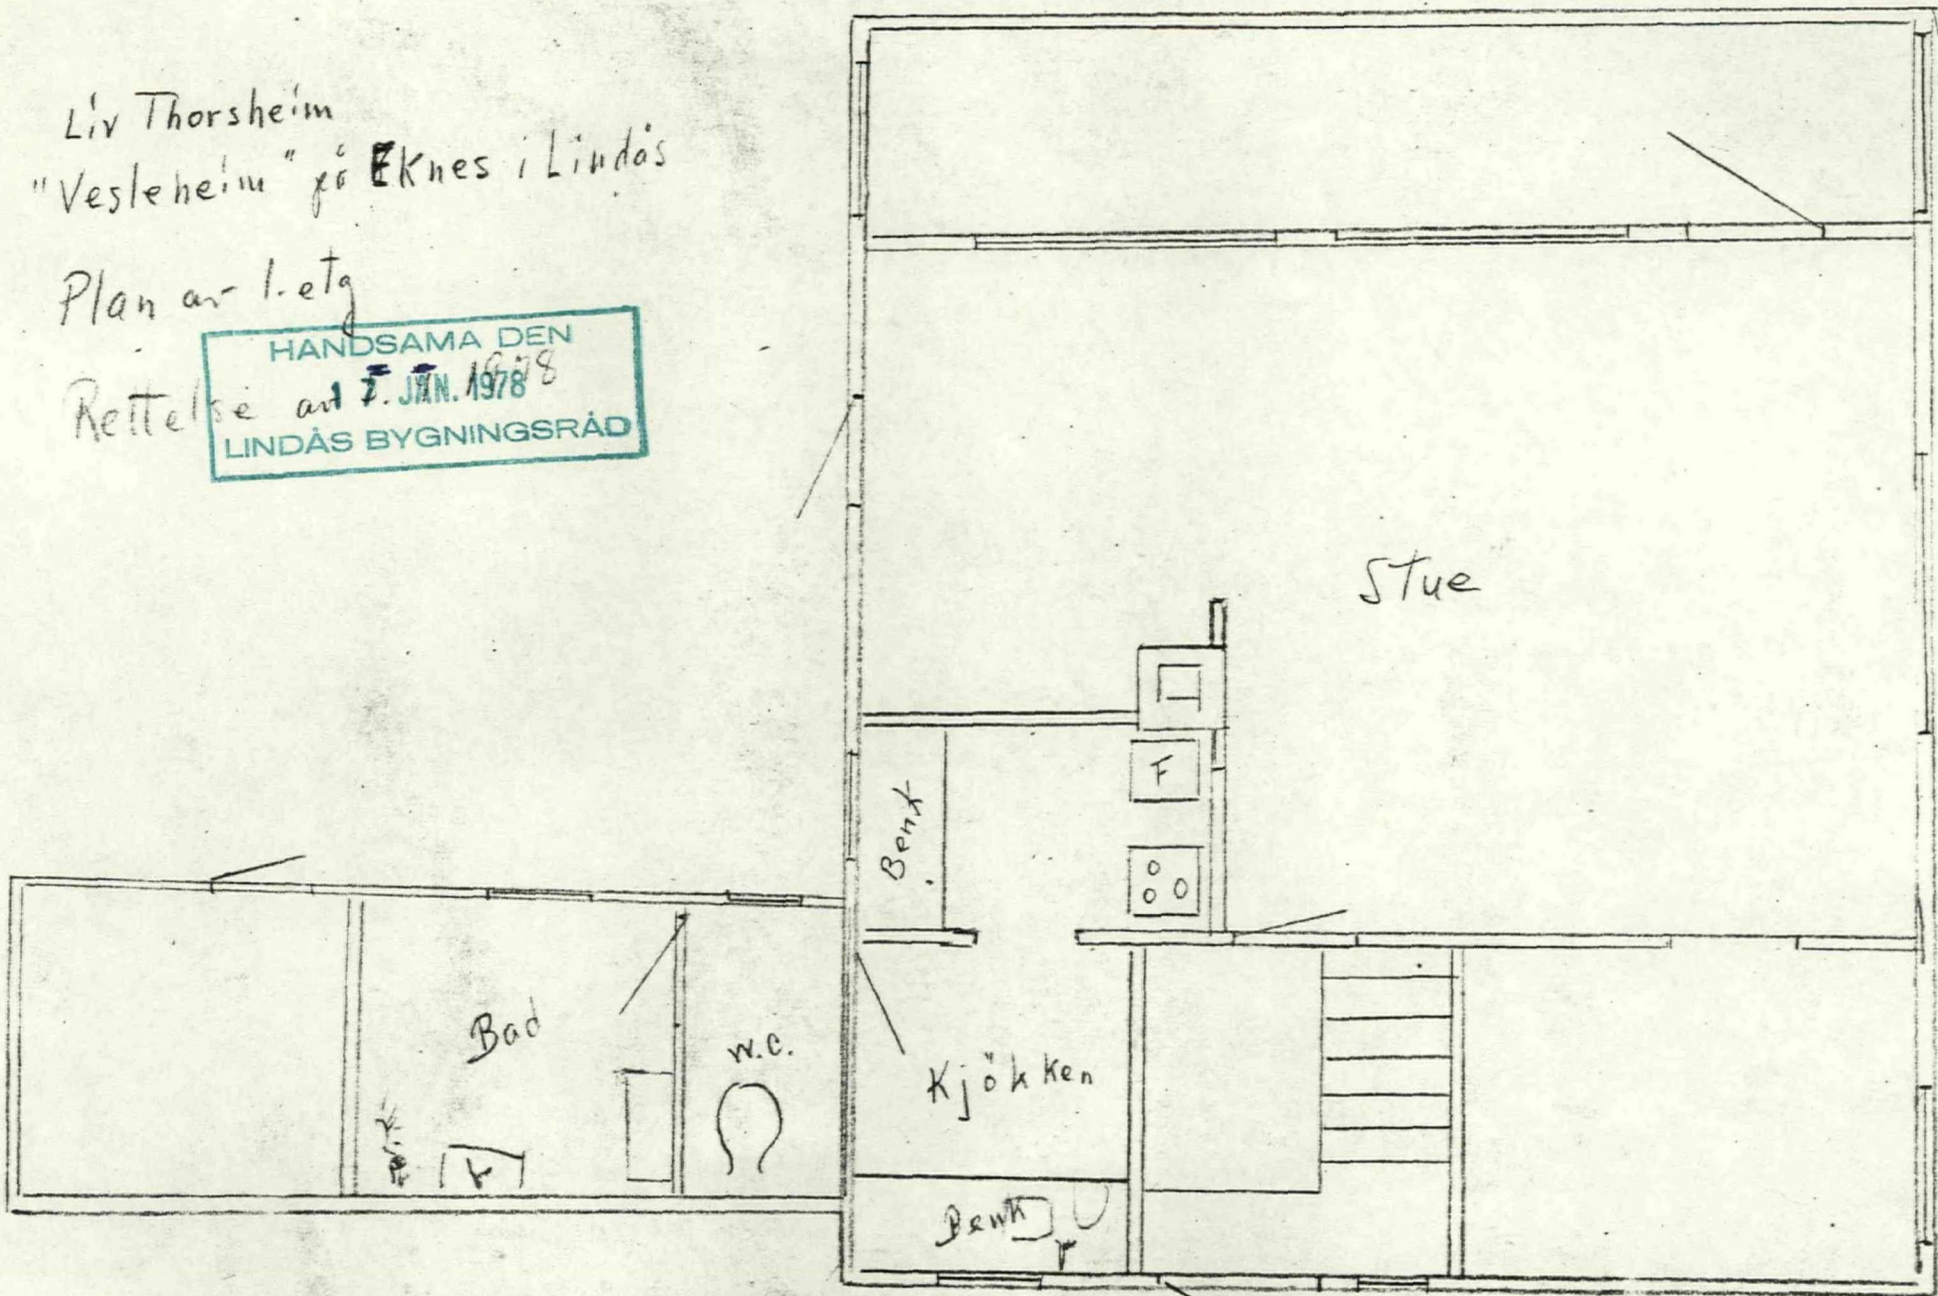 Liv Thorsheim
"Vesleheim" på Eknes i Lindås
Plan av 1. etg
HANDSAMA DEN
Rettelse av
JAN. 1978
LINDÅS BYGNINGSRÅD
Stue
F
Benk
Bad
W.C.
Kjökken
Benk